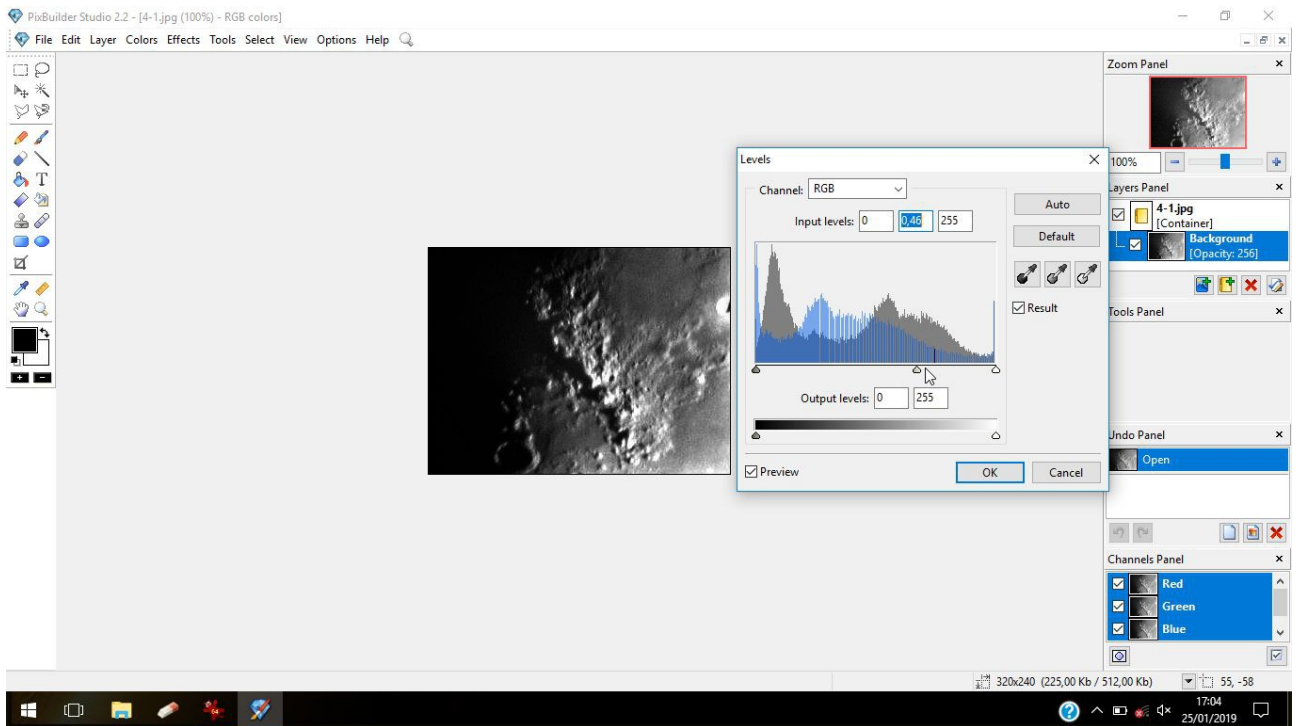 PixBuilder Studio 2.2 - [4-1.jpg (100%) - RGB colors]
File Edit Layer Colors Effects Tools Select View Options Help
Zoom Panel
100%
Layers Panel
4-1.jpg
[Container]
Background
[Opacity: 256]
Tools Panel
Undo Panel
Open
Channels Panel
Red
Green
Blue
Levels
Channel: RGB
Input levels: 0 0,46 255
Auto
Default
Result
Output levels: 0 255
Preview
OK
Cancel
T
320x240 (225,00 Kb / 512,00 Kb) 55, -58
17:04
25/01/2019